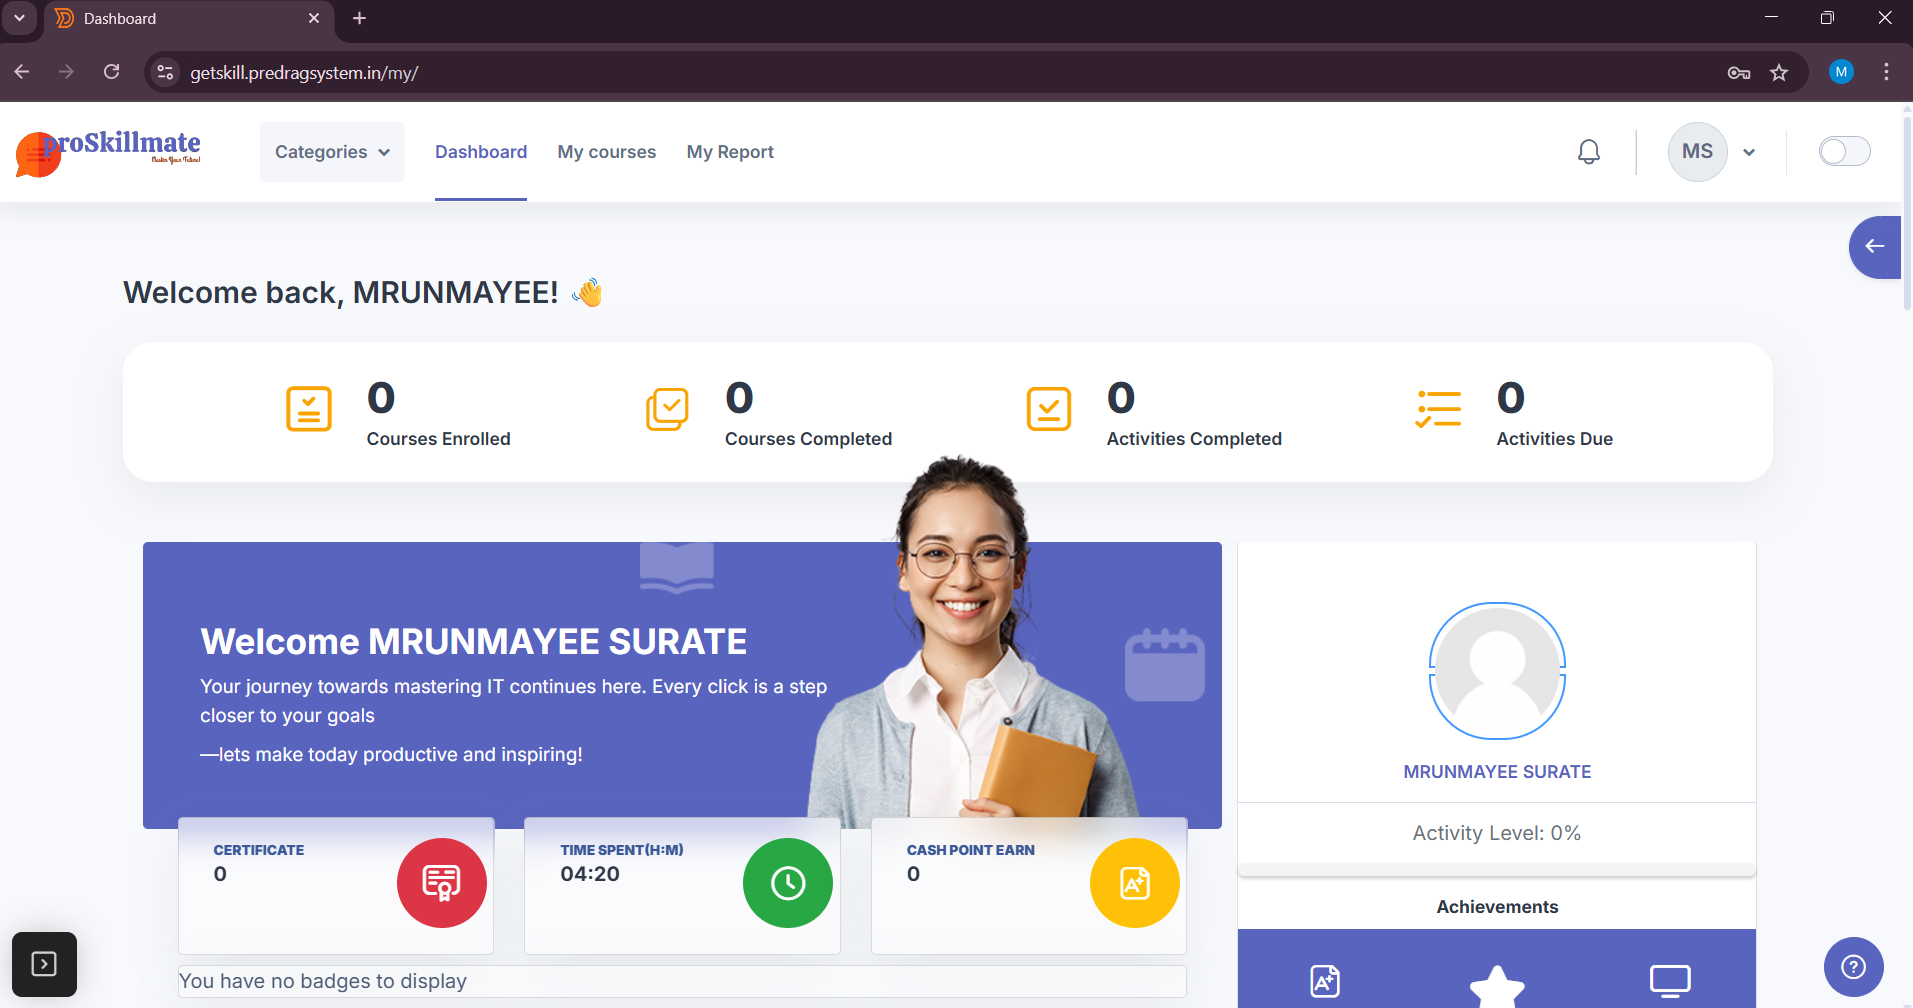 Dashboard
getskill.predragsystem.in/my/
M
proSkillmate
Master Your Future!
Categories
Dashboard
My courses
My Report
MS
Welcome back, MRUNMAYEE! 👋
0
Courses Enrolled
0
Courses Completed
0
Activities Completed
0
Activities Due
Welcome MRUNMAYEE SURATE
Your journey towards mastering IT continues here. Every click is a step
closer to your goals
—lets make today productive and inspiring!
CERTIFICATE
0
TIME SPENT(H:M)
04:20
CASH POINT EARN
0
A+
You have no badges to display
MRUNMAYEE SURATE
Activity Level: 0%
Achievements
A+
?